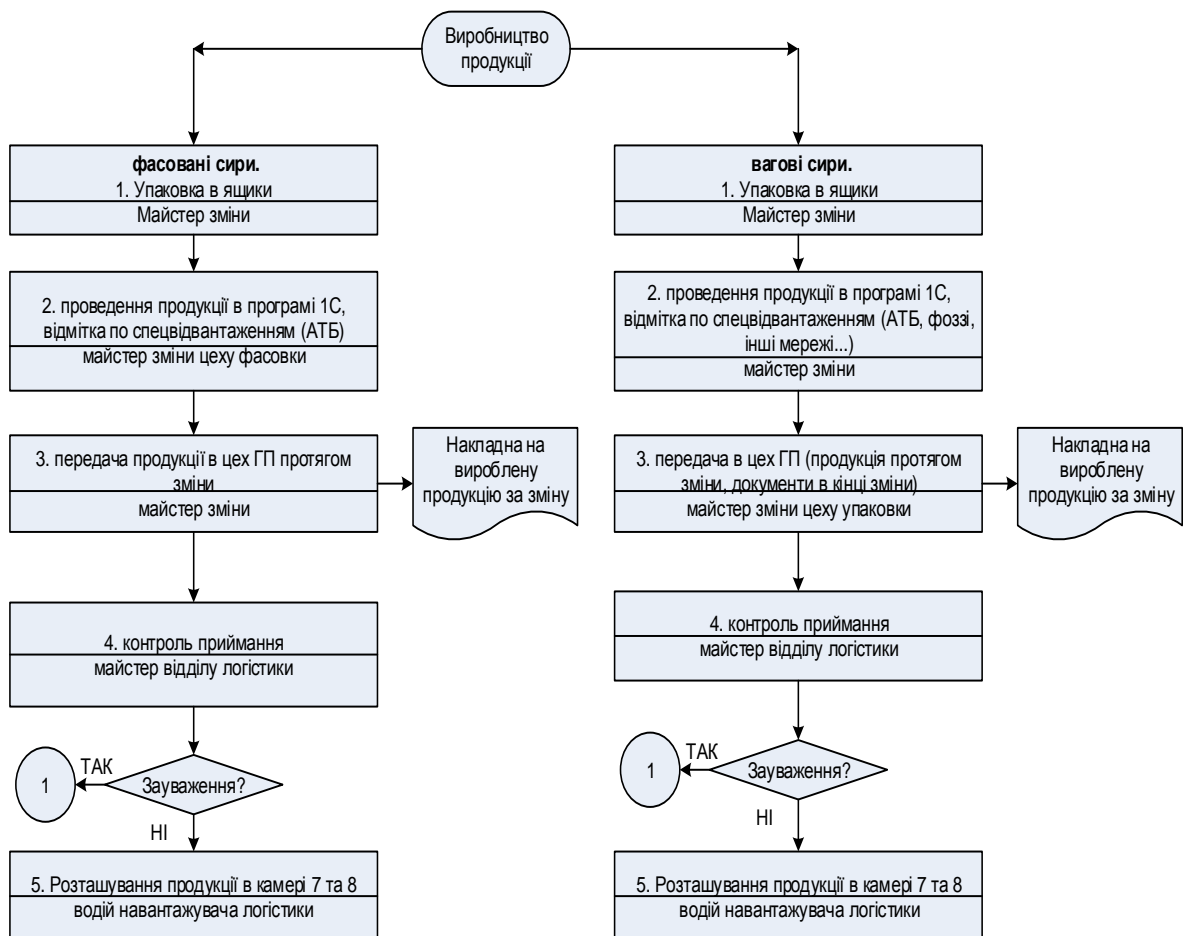 Виробництво
продукції
фасовані сири.
1. Упаковка в ящики
Майстер зміни
2. проведення продукції в програмі 1С,
відмітка по спецвідвантаженням (АТБ)
майстер зміни цеху фасовки
3. передача продукції в цех ГП протягом
зміни
майстер зміни
Накладна на
вироблену
продукцію за зміну
4. контроль приймання
майстер відділу логістики
Зауваження?
ТАК
1
НІ
5. Розташування продукції в камері 7 та 8
водій навантажувача логістики
вагові сири.
1. Упаковка в ящики
Майстер зміни
2. проведення продукції в програмі 1С,
відмітка по спецвідвантаженням (АТБ, фоззі,
інші мережі...)
майстер зміни
3. передача в цех ГП (продукція протягом
зміни, документи в кінці зміни)
майстер зміни цеху упаковки
Накладна на
вироблену
продукцію за зміну
4. контроль приймання
майстер відділу логістики
Зауваження?
ТАК
1
НІ
5. Розташування продукції в камері 7 та 8
водій навантажувача логістики